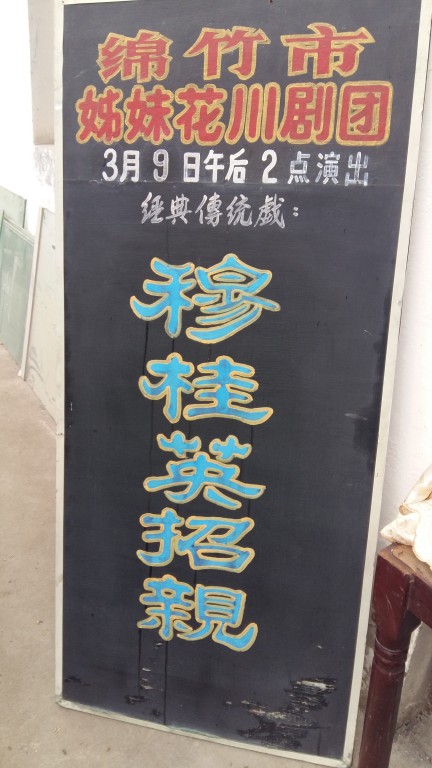 绵竹市
姊妹花川剧团
3月9日午后2点演出
经典傳统戲：
穆桂英招親